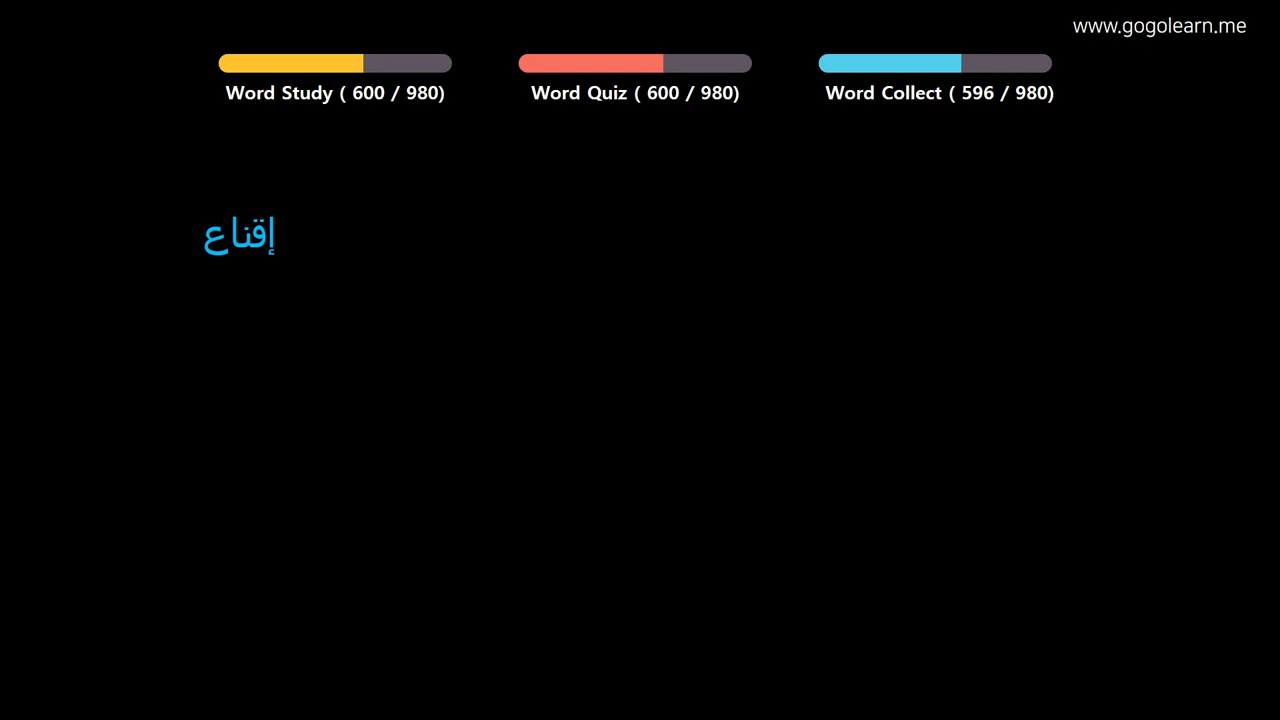 www.gogolearn.me
Word Study ( 600 / 980)
Word Quiz ( 600 / 980)
Word Collect ( 596 / 980)
إقناع